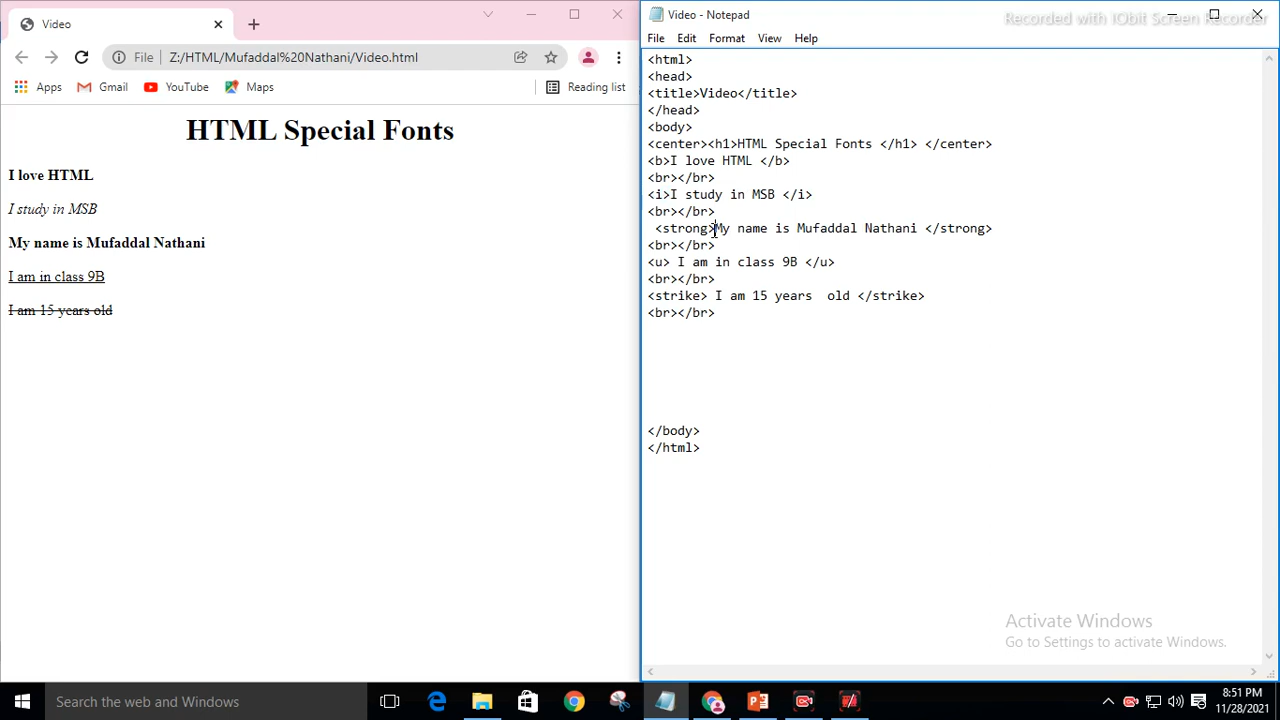 Video
File Z:/HTML/Mufaddal%20Nathani/Video.html
Apps Gmail YouTube Maps Reading list
HTML Special Fonts
I love HTML
I study in MSB
My name is Mufaddal Nathani
I am in class 9B
I am 15 years old
Video - Notepad
Recorded with IObit Screen Recorder
File Edit Format View Help
<html>
<head>
<title>Video</title>
</head>
<body>
<center><h1>HTML Special Fonts </h1> </center>
<b>I love HTML </b>
<br></br>
<i>I study in MSB </i>
<br></br>
<strong>My name is Mufaddal Nathani </strong>
<br></br>
<u> I am in class 9B </u>
<br></br>
<strike> I am 15 years  old </strike>
<br></br>
</body>
</html>
Activate Windows
Go to Settings to activate Windows.
Search the web and Windows
8:51 PM
11/28/2021